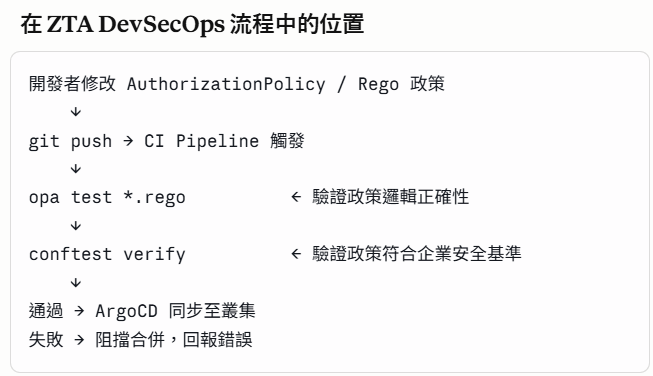 在 ZTA DevSecOps 流程中的位置
開發者修改 AuthorizationPolicy / Rego 政策
↓
git push → CI Pipeline 觸發
↓
opa test *.rego ← 驗證政策邏輯正確性
↓
conftest verify ← 驗證政策符合企業安全基準
↓
通過 → ArgoCD 同步至叢集
失敗 → 阻擋合併，回報錯誤